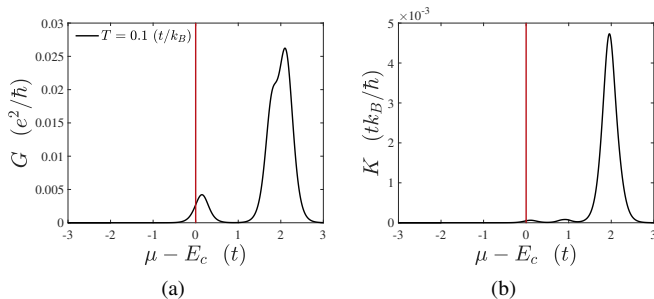 0.03
T = 0.1 (t/k_B)
0.025
0.02
0.015
0.01
0.005
0
G (e²/ħ)
-3 -2 -1 0 1 2 3
μ − E_c (t)
(a)
×10⁻³
5
4
3
2
1
0
K (tk_B/ħ)
-3 -2 -1 0 1 2 3
μ − E_c (t)
(b)